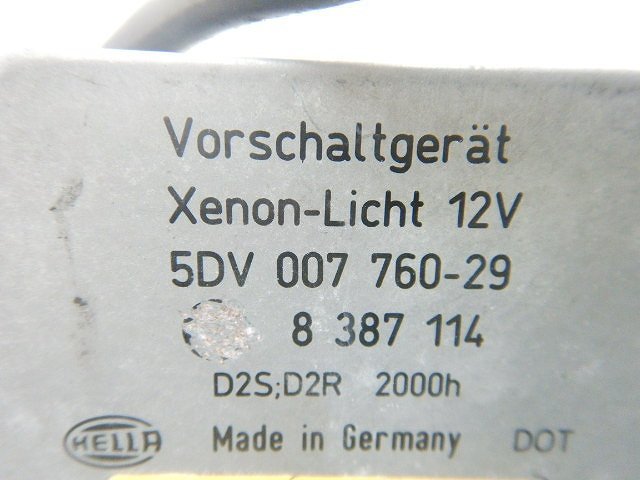 Vorschaltgerät
Xenon-Licht 12V
5DV 007 760-29
8 387 114
D2S;D2R 2000h
HELLA Made in Germany DOT